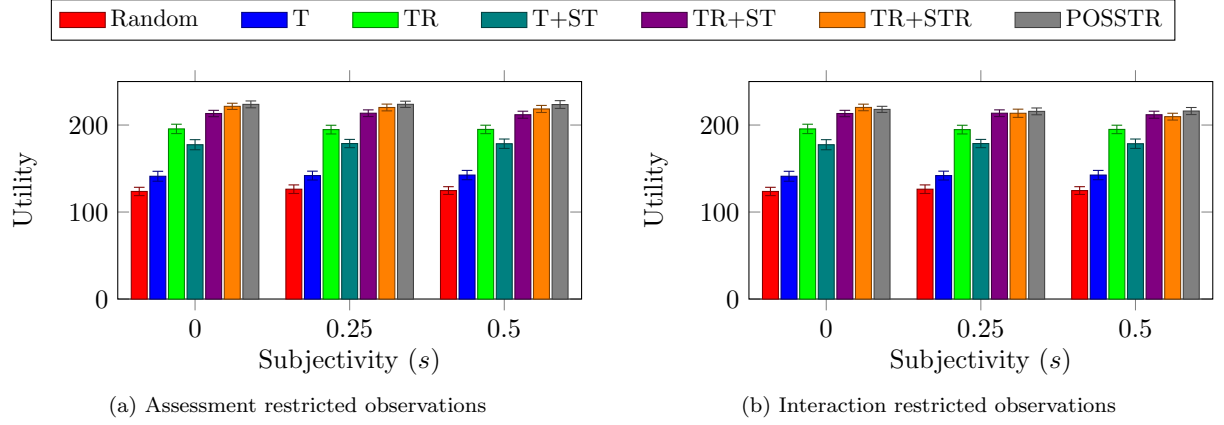 Random T TR T+ST TR+ST TR+STR POSSTR
200
100
0
Utility
0 0.25 0.5
Subjectivity (s)
(a) Assessment restricted observations
200
100
0
Utility
0 0.25 0.5
Subjectivity (s)
(b) Interaction restricted observations